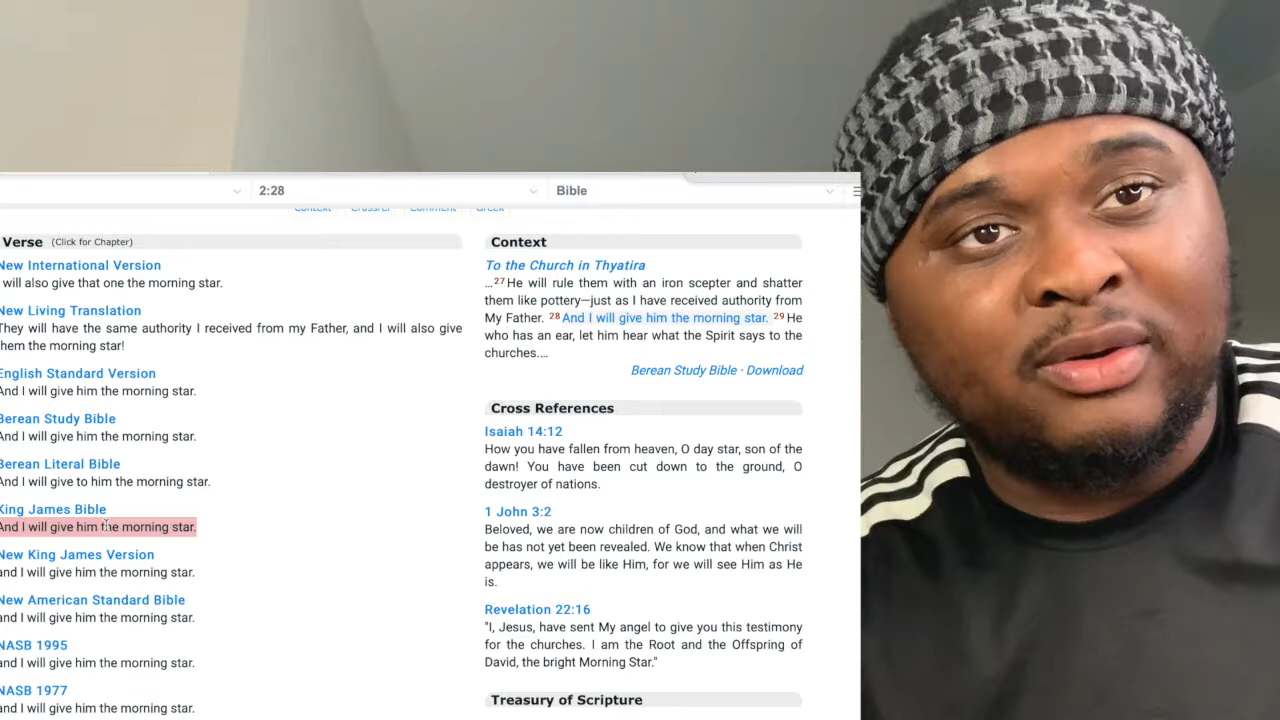 2:28
Bible
Context Crossref Comment Greek
Verse (Click for Chapter)
New International Version
will also give that one the morning star.
New Living Translation
They will have the same authority I received from my Father, and I will also give
them the morning star!
English Standard Version
And I will give him the morning star.
Berean Study Bible
And I will give him the morning star.
Berean Literal Bible
And I will give to him the morning star.
King James Bible
And I will give him the morning star.
New King James Version
and I will give him the morning star.
New American Standard Bible
and I will give him the morning star.
NASB 1995
and I will give him the morning star.
NASB 1977
and I will give him the morning star.
Context
To the Church in Thyatira
…27He will rule them with an iron scepter and shatter
them like pottery—just as I have received authority from
My Father. 28And I will give him the morning star. 29He
who has an ear, let him hear what the Spirit says to the
churches.…
Berean Study Bible · Download
Cross References
Isaiah 14:12
How you have fallen from heaven, O day star, son of the
dawn! You have been cut down to the ground, O
destroyer of nations.
1 John 3:2
Beloved, we are now children of God, and what we will
be has not yet been revealed. We know that when Christ
appears, we will be like Him, for we will see Him as He
is.
Revelation 22:16
"I, Jesus, have sent My angel to give you this testimony
for the churches. I am the Root and the Offspring of
David, the bright Morning Star."
Treasury of Scripture